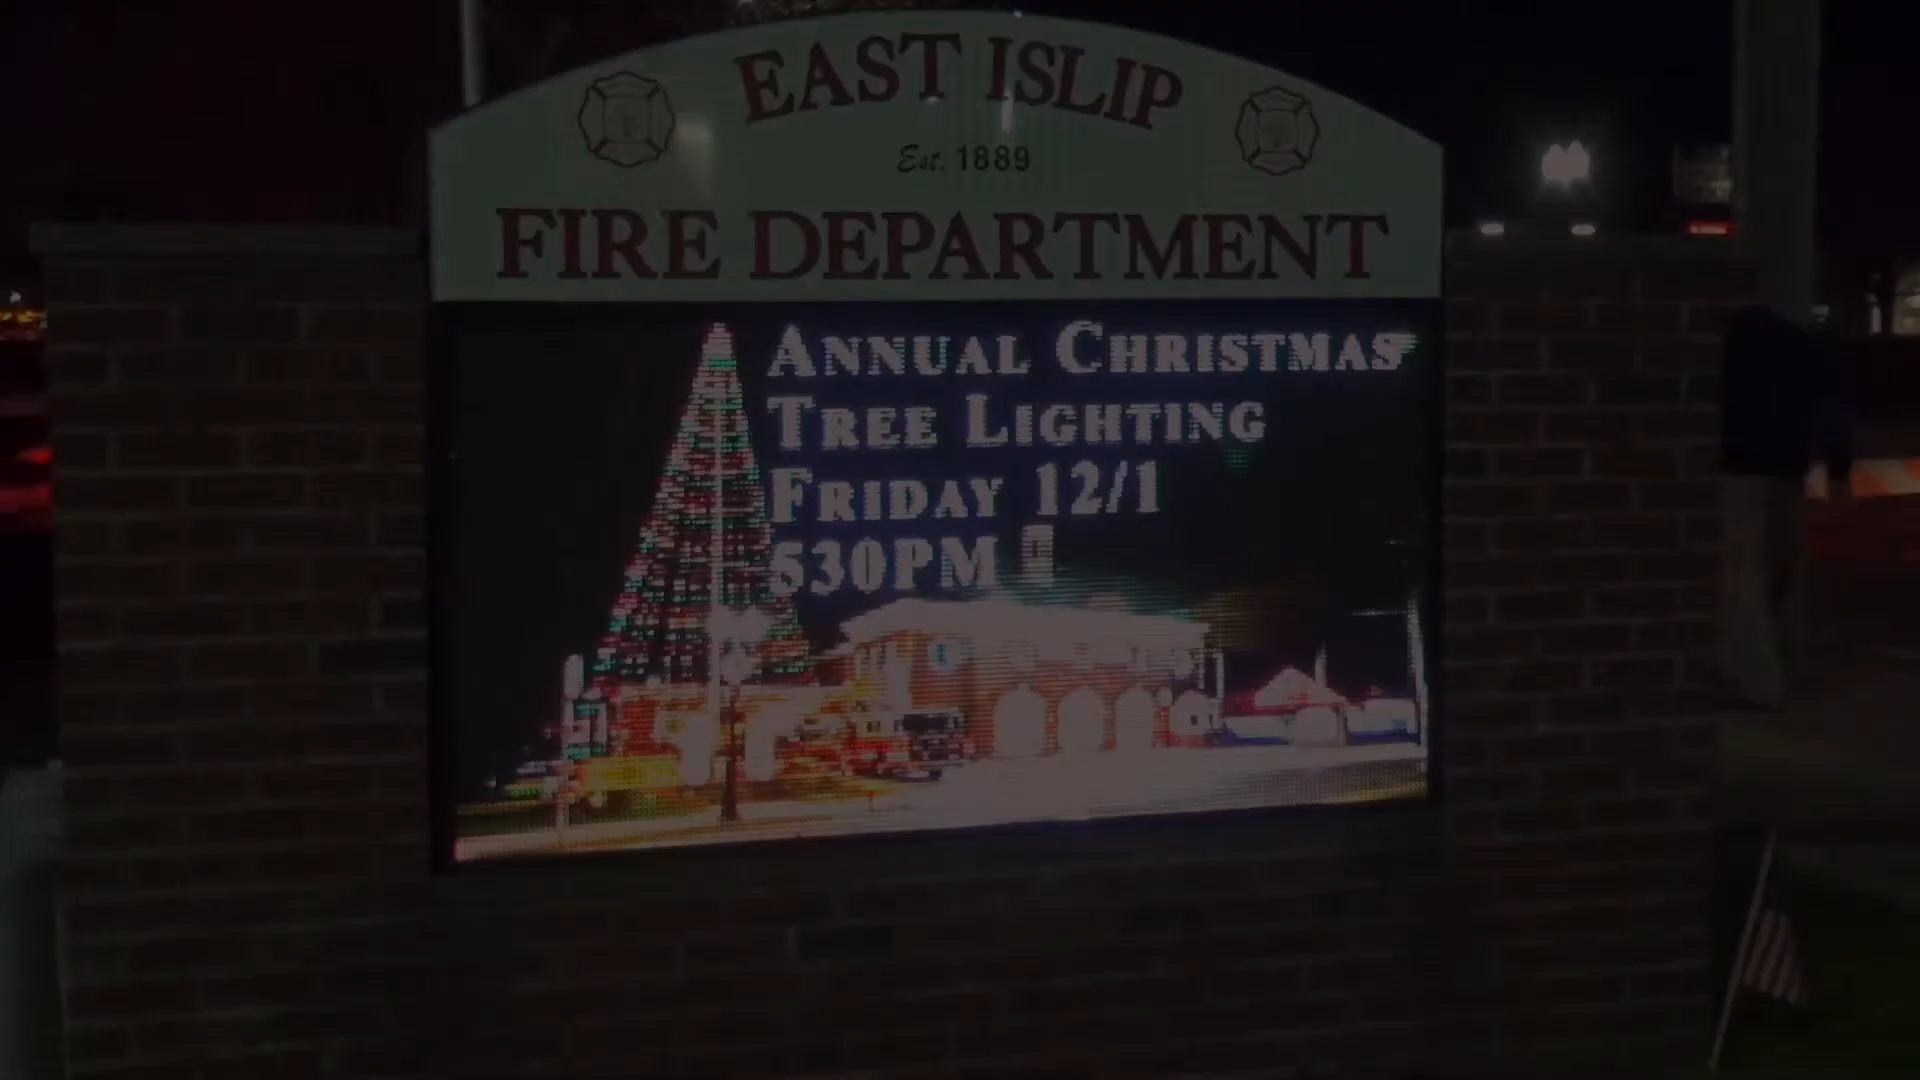 EAST ISLIP
Est. 1889
FIRE DEPARTMENT
ANNUAL CHRISTMAS
TREE LIGHTING
FRIDAY 12/1
530PM